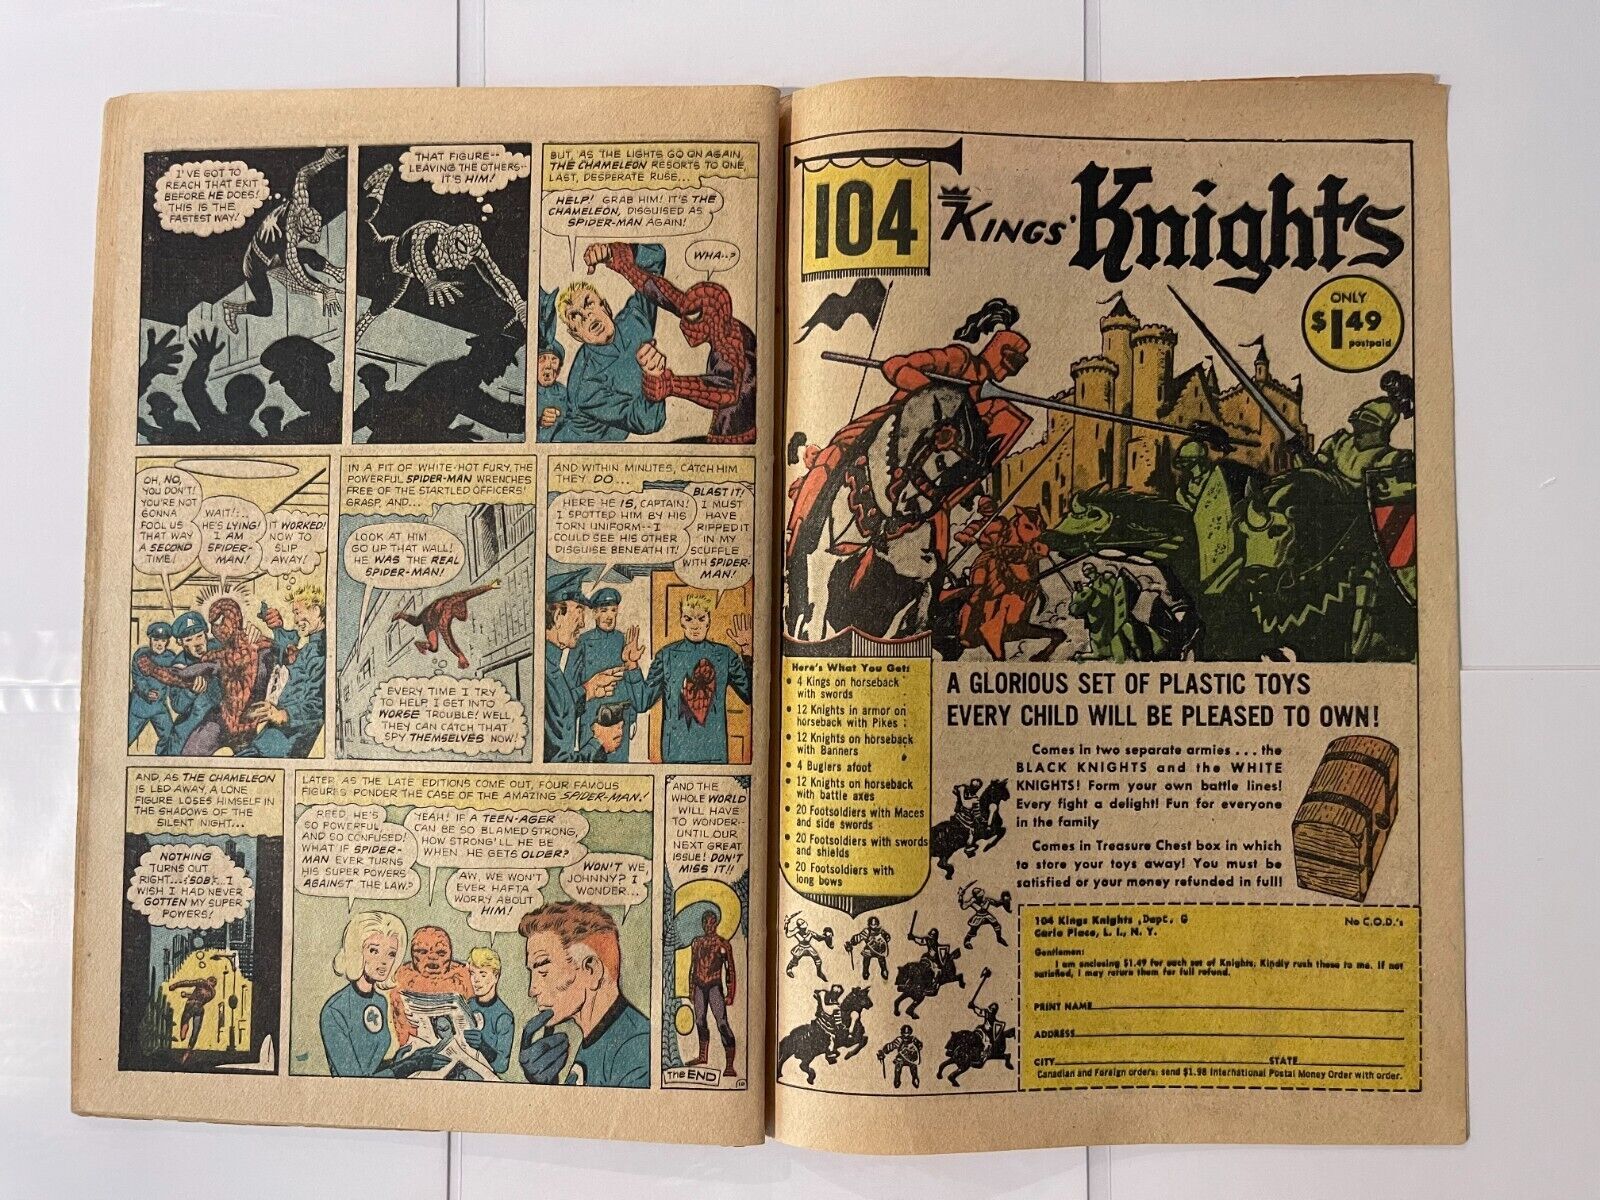 I'VE GOT TO
REACH THAT EXIT
BEFORE HE DOES!
THIS IS THE
FASTEST WAY!
THAT FIGURE--
LEAVING THE OTHERS--
IT'S HIM!
BUT, AS THE LIGHTS GO ON AGAIN,
THE CHAMELEON RESORTS TO ONE,
LAST, DESPERATE RUSE...
HELP! GRAB HIM! IT'S THE
CHAMELEON, DISGUISED AS
SPIDER-MAN AGAIN!
WHA--?
OH, NO,
YOU DON'T!
YOU'RE NOT
GONNA
FOOL US
THAT WAY
A SECOND
TIME!
WAIT!...
HE'S LYING!
I AM
SPIDER-
MAN!
IT WORKED!
NOW TO
SLIP
AWAY!
IN A FIT OF WHITE-HOT FURY, THE
POWERFUL SPIDER-MAN WRENCHES
FREE OF THE STARTLED OFFICERS'
GRASP, AND...
LOOK AT HIM
GO UP THAT WALL!
HE WAS THE REAL
SPIDER-MAN!
EVERY TIME I TRY
TO HELP, I GET INTO
WORSE TROUBLE! WELL,
THEY CAN CATCH THAT
SPY THEMSELVES NOW!
AND WITHIN MINUTES, CATCH HIM
THEY DO...
HERE HE IS, CAPTAIN!
I SPOTTED HIM BY HIS
TORN UNIFORM--I
COULD SEE HIS OTHER
DISGUISE BENEATH IT!
BLAST IT!
I MUST
HAVE
RIPPED IT
IN MY
SCUFFLE
WITH SPIDER-
MAN!
AND, AS THE CHAMELEON
IS LED AWAY, A LONE
FIGURE LOSES HIMSELF IN
THE SHADOWS OF THE
SILENT NIGHT...
NOTHING
TURNS OUT
RIGHT...(SOB)...I
WISH I HAD NEVER
GOTTEN MY SUPER
POWERS!
LATER, AS THE LATE EDITIONS COME OUT, FOUR FAMOUS
FIGURES PONDER THE CASE OF THE AMAZING SPIDER-MAN!
REED, HE'S
SO POWERFUL,
AND SO CONFUSED!
WHAT IF SPIDER-
MAN EVER TURNS
HIS SUPER POWERS
AGAINST THE LAW?
YEAH! IF A TEEN-AGER
CAN BE SO BLAMED STRONG,
HOW STRONG'LL HE BE
WHEN HE GETS OLDER?
AW, WE WON'T
EVER HAFTA
WORRY ABOUT
HIM!
WON'T WE,
JOHNNY? I
WONDER...
4
AND THE
WHOLE WORLD
WILL HAVE
TO WONDER--
UNTIL OUR
NEXT GREAT
ISSUE! DON'T
MISS IT!!
The END
10
104 KINGS' Knights
ONLY
$1.49
postpaid
Here's What You Get:
• 4 Kings on horseback
with swords
• 12 Knights in armor on
horseback with Pikes
• 12 Knights on horseback
with Banners
• 4 Buglers afoot
• 12 Knights on horseback
with battle axes
• 20 Footsoldiers with Maces
and side swords
• 20 Footsoldiers with swords
and shields
• 20 Footsoldiers with
long bows
A GLORIOUS SET OF PLASTIC TOYS
EVERY CHILD WILL BE PLEASED TO OWN!
Comes in two separate armies . . . the
BLACK KNIGHTS and the WHITE
KNIGHTS! Form your own battle lines!
Every fight a delight! Fun for everyone
in the family
Comes in Treasure Chest box in which
to store your toys away! You must be
satisfied or your money refunded in full!
104 Kings Knights, Dept. G No C.O.D.'s
Carle Place, L. I., N. Y.
Gentlemen:
I am enclosing $1.49 for each set of Knights. Kindly rush these to me. If not
satisfied, I may return them for full refund.
PRINT NAME
ADDRESS
CITY STATE
Canadian and Foreign orders: send $1.98 International Postal Money Order with order.